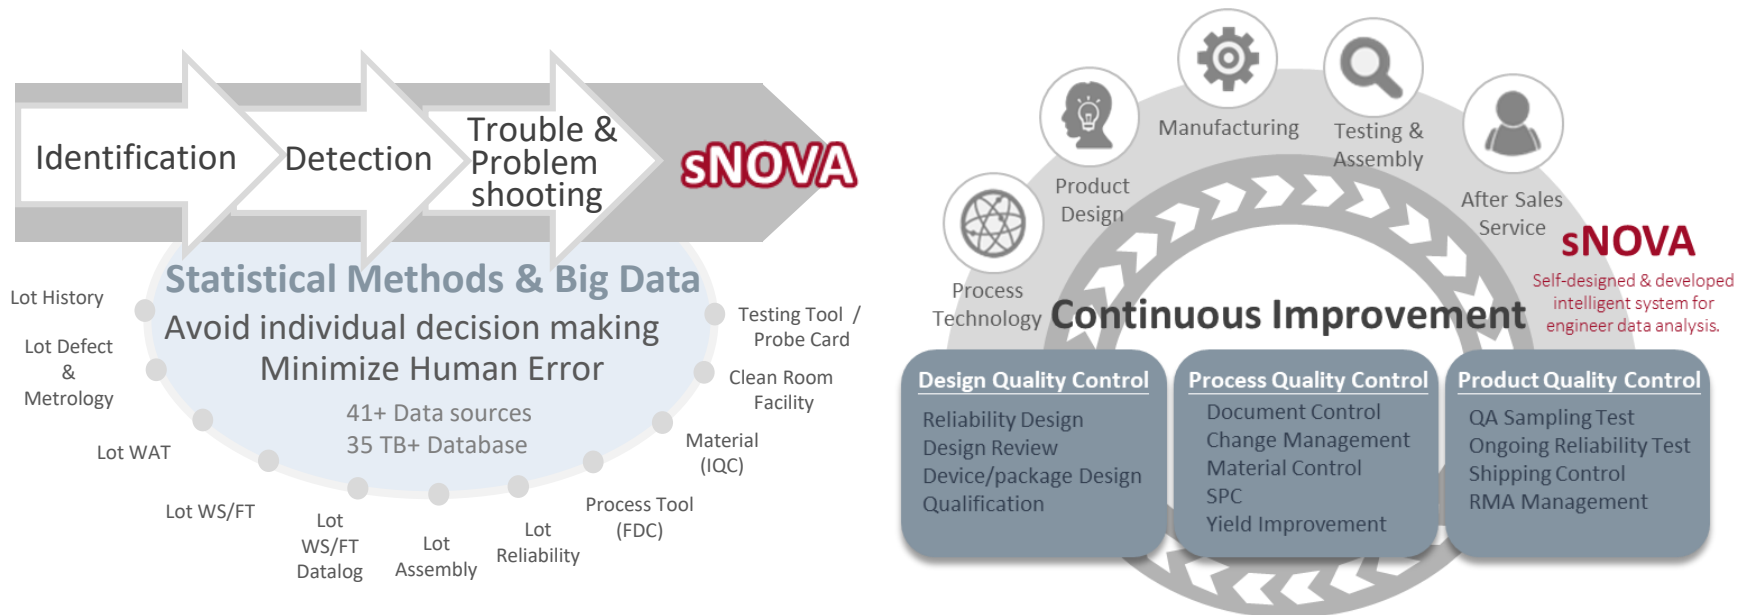 Identification
Detection
Trouble &
Problem
shooting
sNOVA
Statistical Methods & Big Data
Avoid individual decision making
Minimize Human Error
41+ Data sources
35 TB+ Database
Lot History
Lot Defect
&
Metrology
Lot WAT
Lot WS/FT
Lot
WS/FT
Datalog
Lot
Assembly
Lot
Reliability
Process Tool
(FDC)
Material
(IQC)
Clean Room
Facility
Testing Tool /
Probe Card
Process
Technology
Product
Design
Manufacturing
Testing &
Assembly
After Sales
Service
sNOVA
Self-designed & developed
intelligent system for
engineer data analysis.
Continuous Improvement
Design Quality Control
Reliability Design
Design Review
Device/package Design
Qualification
Process Quality Control
Document Control
Change Management
Material Control
SPC
Yield Improvement
Product Quality Control
QA Sampling Test
Ongoing Reliability Test
Shipping Control
RMA Management